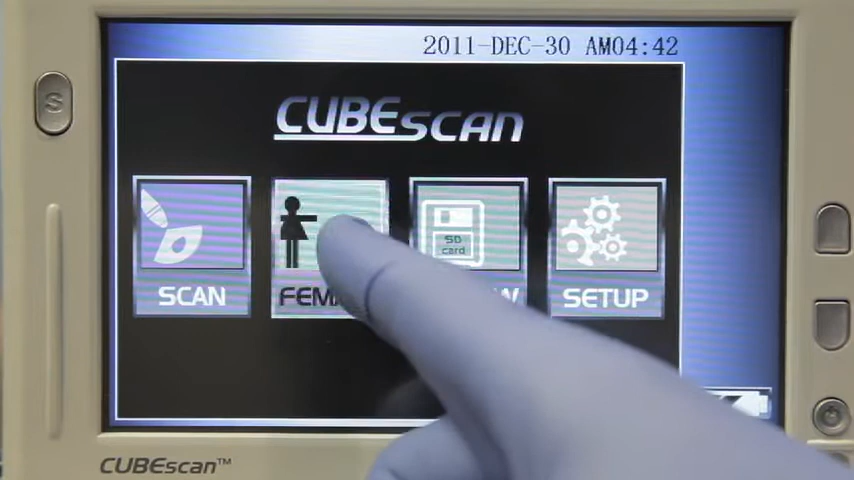 2011-DEC-30 AM04:42
CUBEscan
S
SD
card
SCAN
SETUP
CUBEscan™